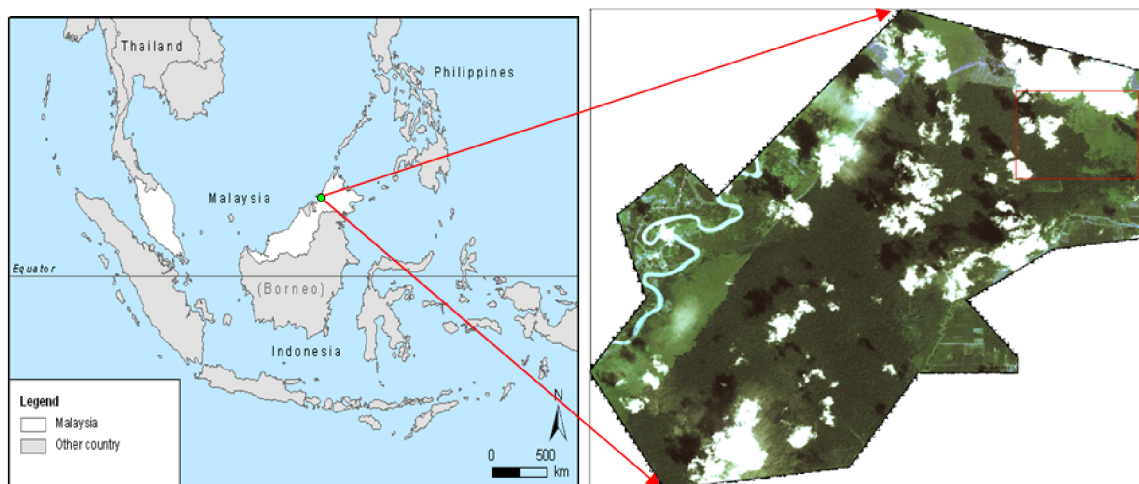 Thailand
Philippines
Malaysia
Equator
(Borneo)
Indonesia
N
Legend
Malaysia
Other country
0 500
km